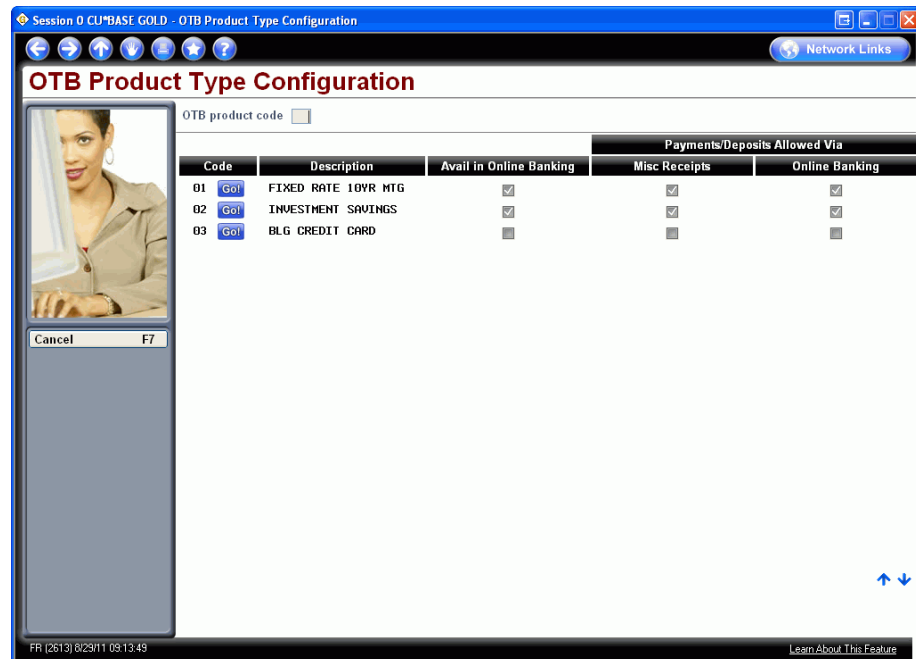 Session 0 CU*BASE GOLD - OTB Product Type Configuration
Network Links
OTB Product Type Configuration
OTB product code
Payments/Deposits Allowed Via
Code Description Avail in Online Banking Misc Receipts Online Banking
01 Go! FIXED RATE 10YR MTG
02 Go! INVESTMENT SAVINGS
03 Go! BLG CREDIT CARD
Cancel F7
FR (2613) 8/29/11 09:13:49
Learn About This Feature